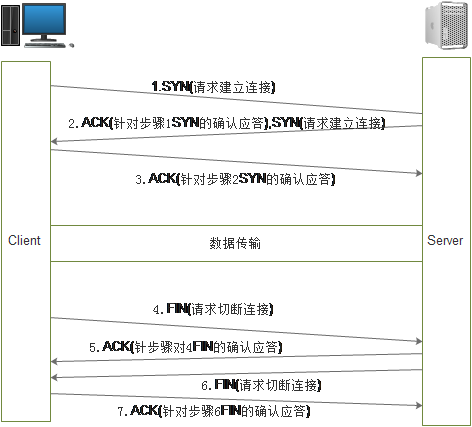 1.SYN(请求建立连接)
2.ACK(针对步骤1SYN的确认应答),SYN(请求建立连接)
3.ACK(针对步骤2SYN的确认应答)
Client
数据传输
Server
4.FIN(请求切断连接)
5.ACK(针步骤对4FIN的确认应答)
6.FIN(请求切断连接)
7.ACK(针对步骤6FIN的确认应答)